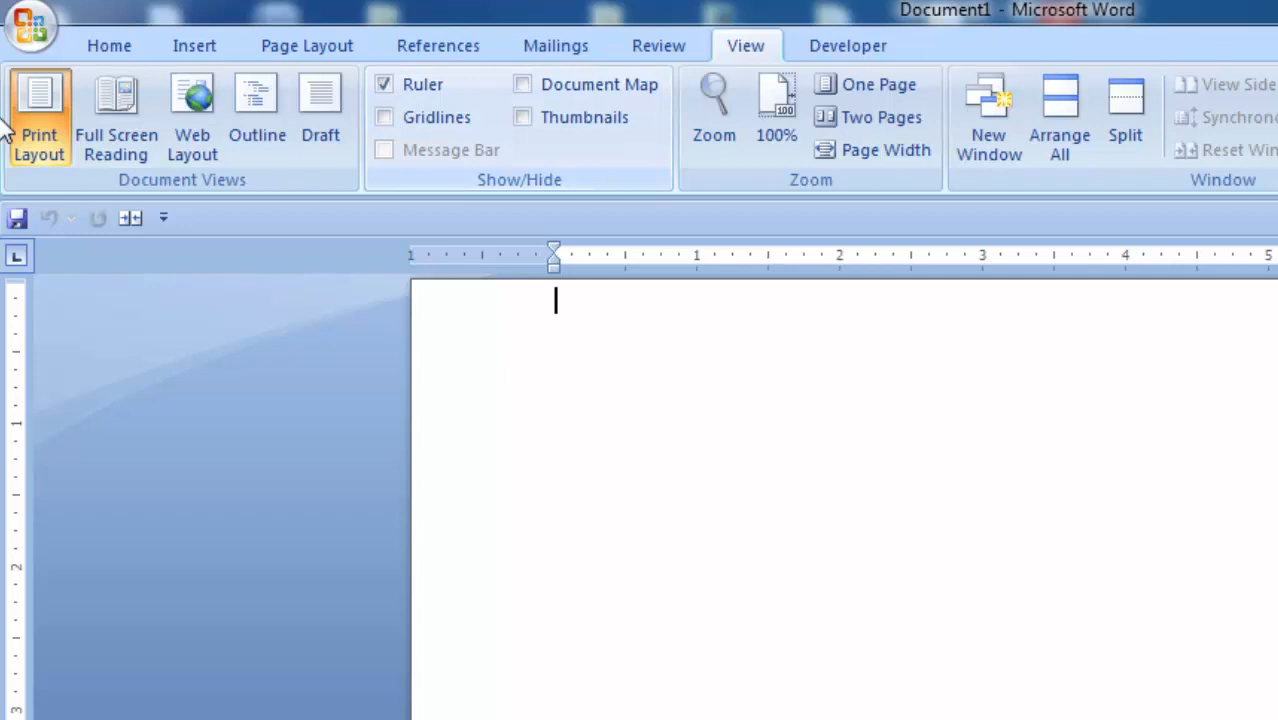 Document1 - Microsoft Word
Home Insert Page Layout References Mailings Review View Developer
Print Layout
Full Screen Reading
Web Layout
Outline
Draft
Document Views
Ruler
Gridlines
Message Bar
Document Map
Thumbnails
Show/Hide
Zoom
100%
One Page
Two Pages
Page Width
Zoom
New Window
Arrange All
Split
View Side
Synchrono
Reset Win
Window
L
1 1 2 3 4 5
1
2
3